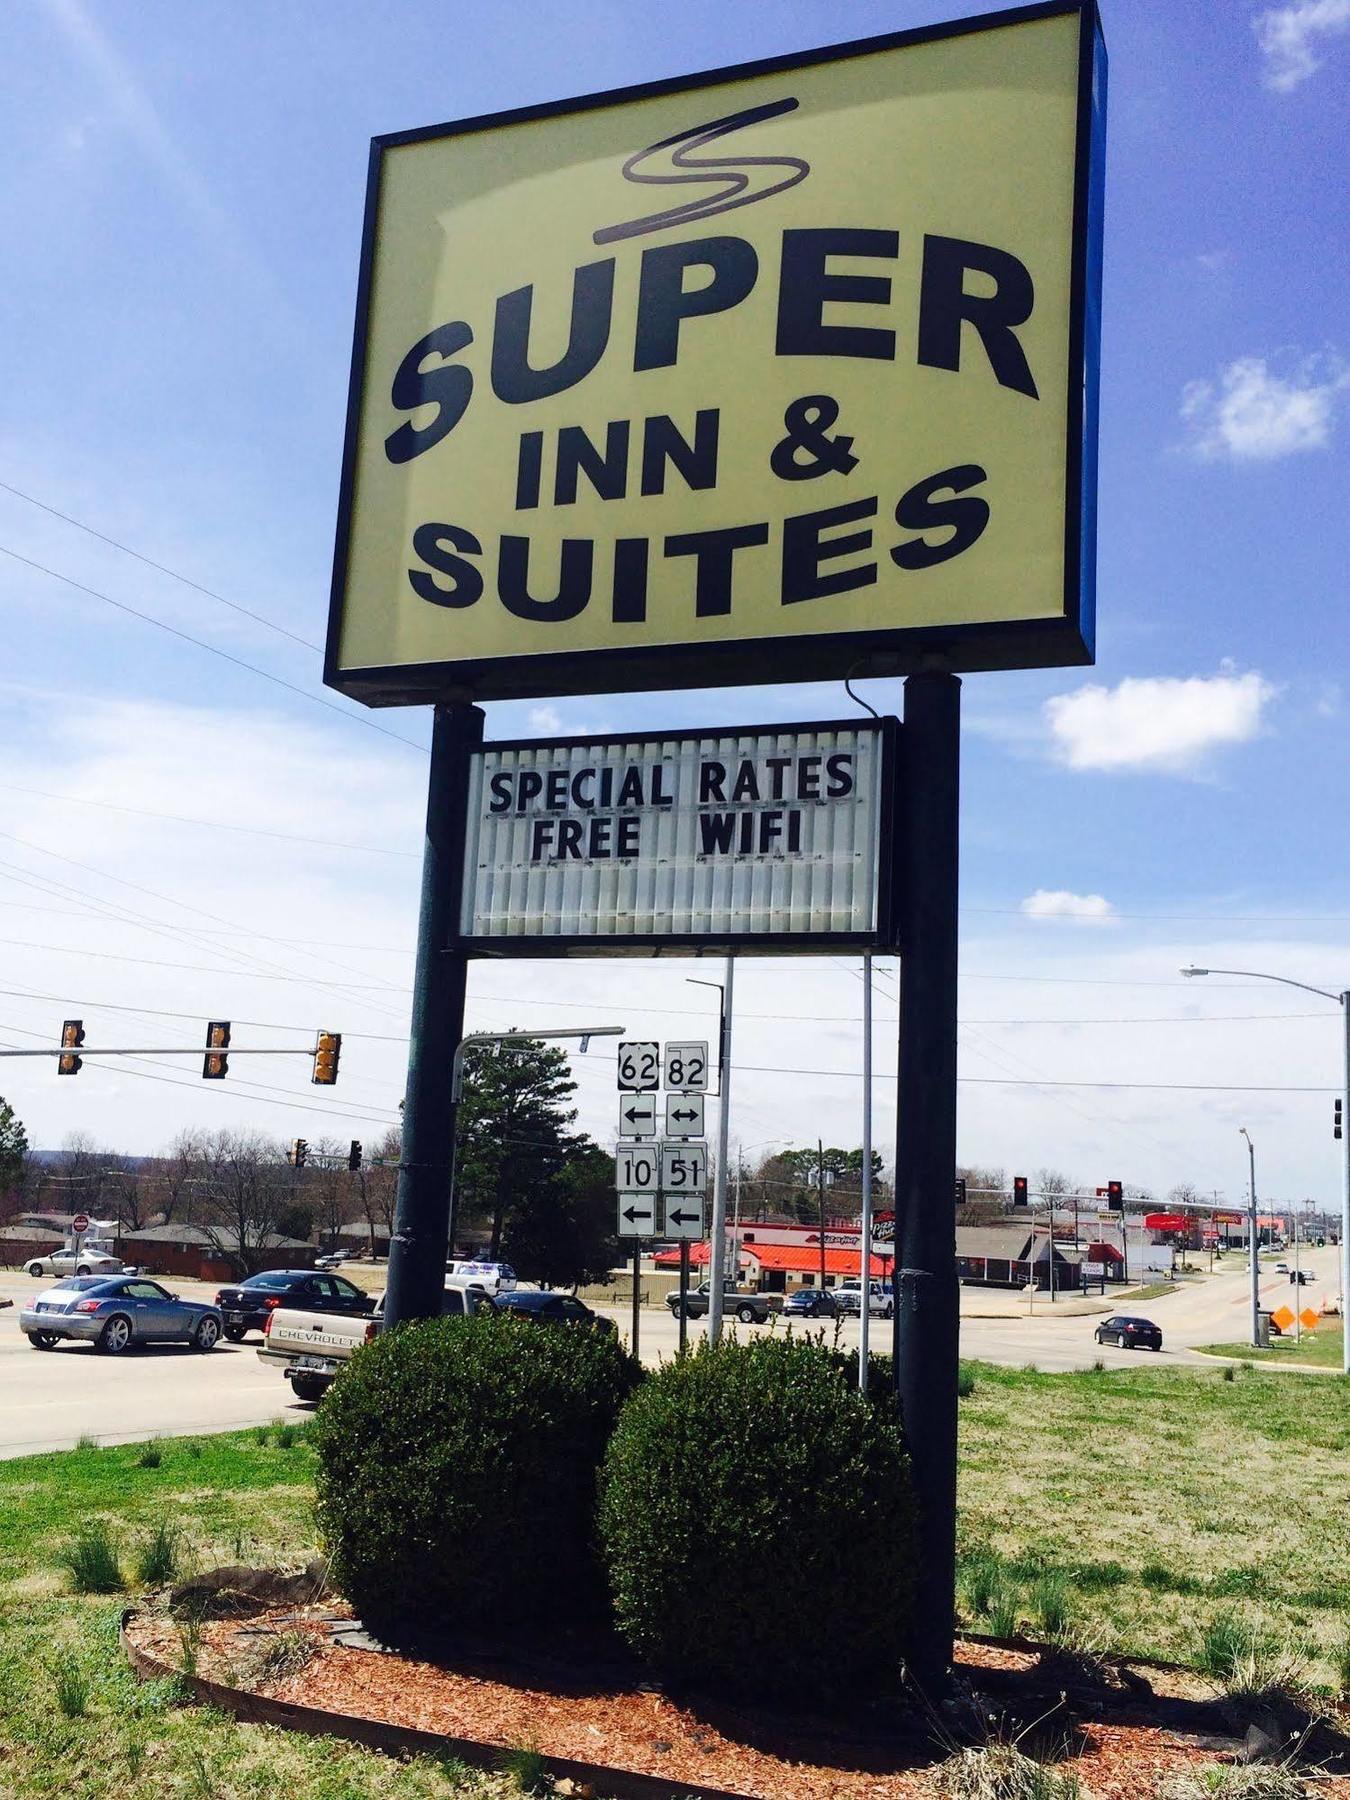 SUPER
INN &
SUITES
SPECIAL RATES
FREE WIFI
62 82
10 51
CHEVROLET